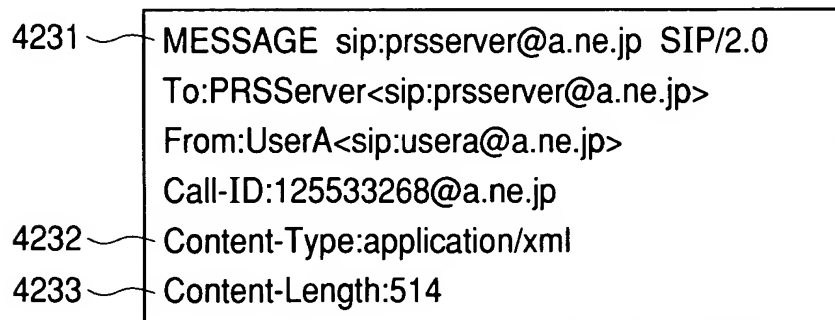 4231 MESSAGE sip:prsserver@a.ne.jp SIP/2.0
To:PRSServer<sip:prsserver@a.ne.jp>
From:UserA<sip:usera@a.ne.jp>
Call-ID:125533268@a.ne.jp
4232 Content-Type:application/xml
4233 Content-Length:514